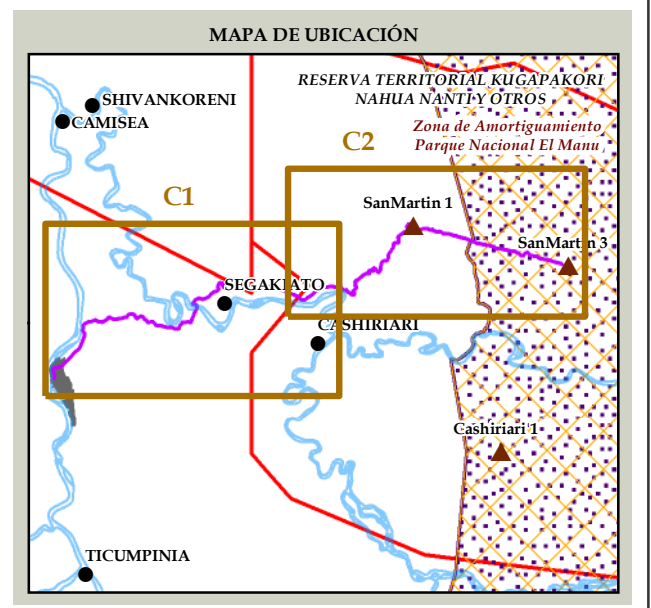 MAPA DE UBICACIÓN
RESERVA TERRITORIAL KUGAPAKORI
NAHUA NANTI Y OTROS
SHIVANKORENI
CAMISEA
Zona de Amortiguamiento
Parque Nacional El Manu
C2
C1
SanMartin 1
SanMartin 3
SEGAKIATO
CASHIRIARI
Cashiriari 1
TICUMPINIA